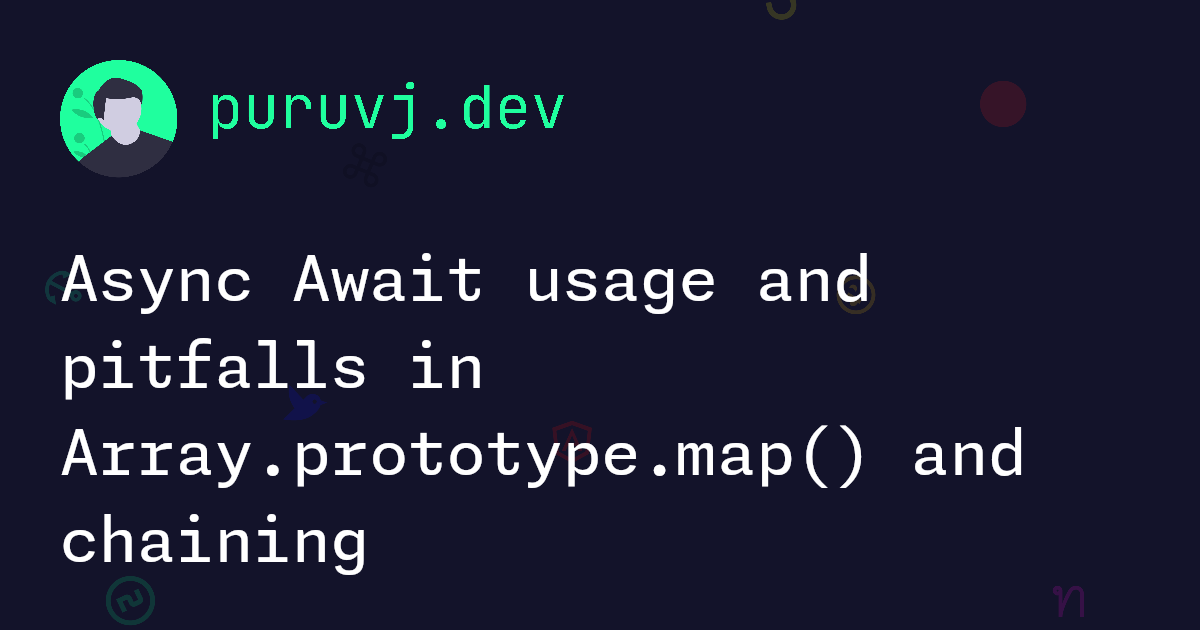 puruvj.dev
Async Await usage and
pitfalls in
Array.prototype.map() and
chaining